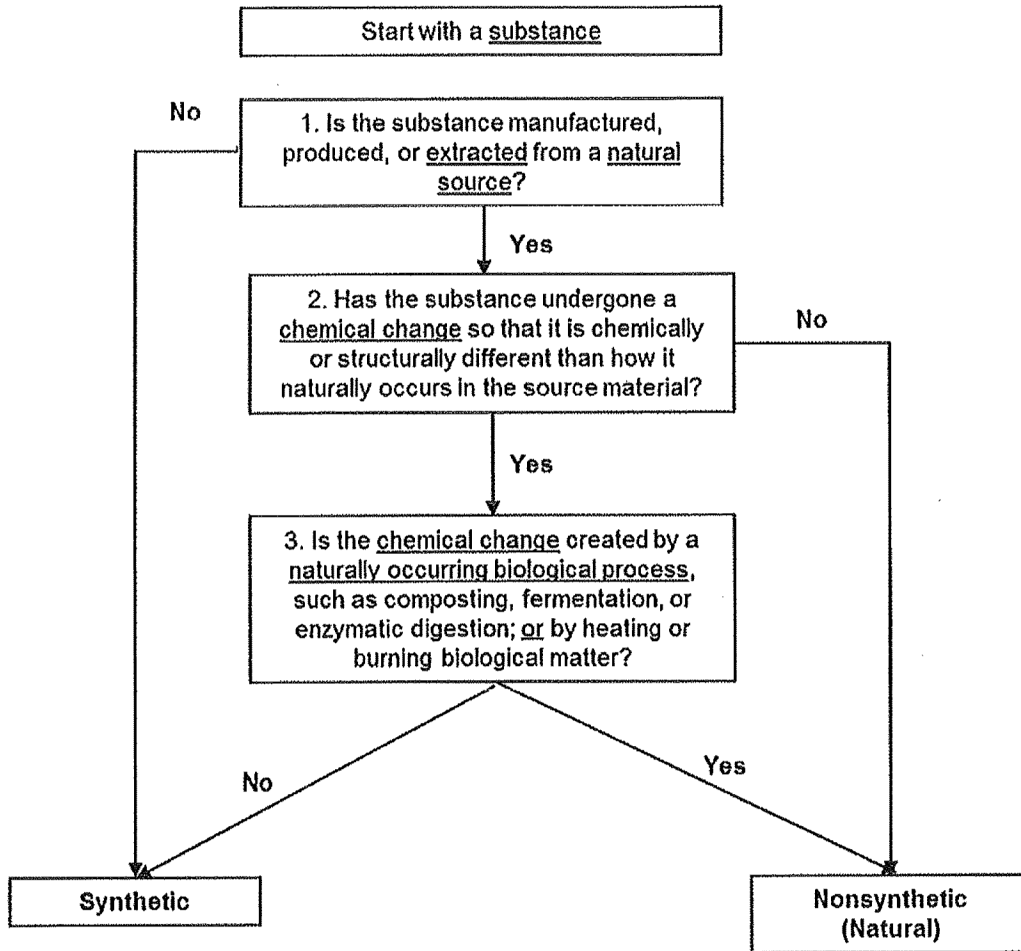 Start with a substance
No
1. Is the substance manufactured,
produced, or extracted from a natural
source?
Yes
2. Has the substance undergone a
chemical change so that it is chemically
or structurally different than how it
naturally occurs in the source material?
No
Yes
3. Is the chemical change created by a
naturally occurring biological process,
such as composting, fermentation, or
enzymatic digestion; or by heating or
burning biological matter?
No
Yes
Synthetic
Nonsynthetic
(Natural)